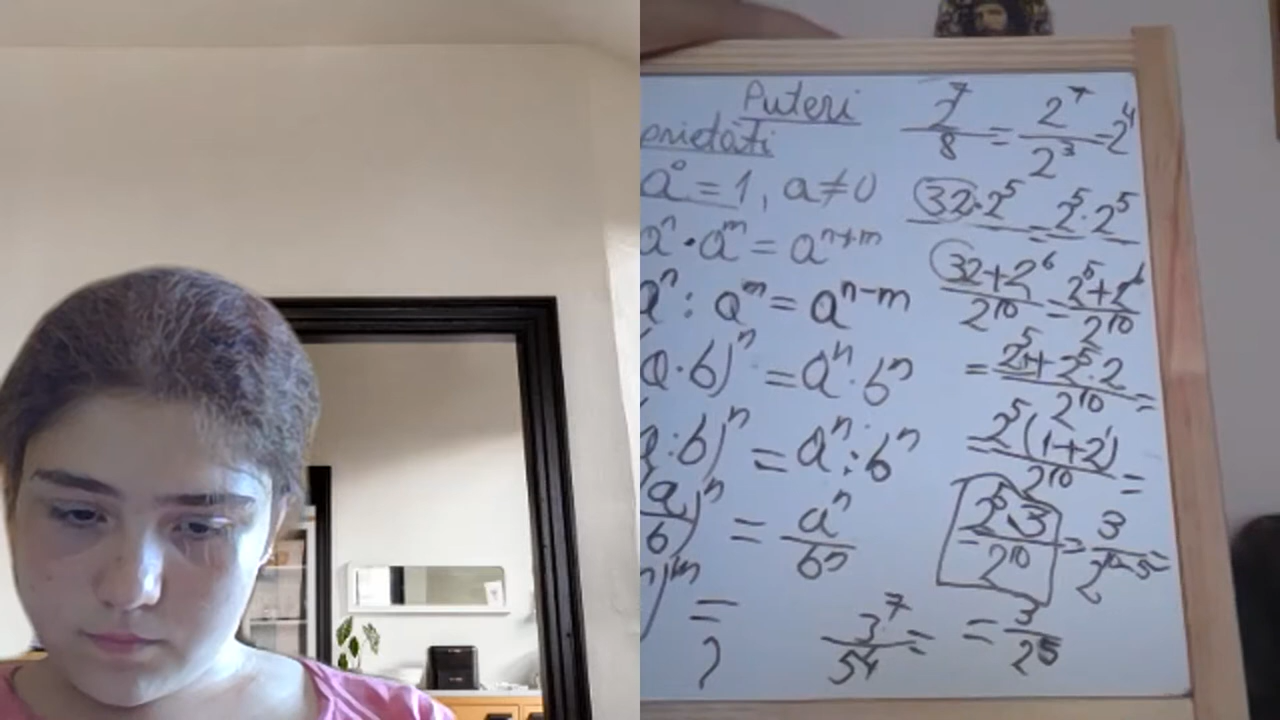 Puteri
prietăți
a⁰ = 1, a ≠ 0
aⁿ · aᵐ = aⁿ⁺ᵐ
aⁿ : aᵐ = aⁿ⁻ᵐ
(a·b)ⁿ = aⁿ · bⁿ
(a:b)ⁿ = aⁿ : bⁿ
(a/b)ⁿ = aⁿ/bⁿ
)ᵐ =
?
2⁷/8 = 2⁷/2³ = 2⁴
32·2⁵ = 2⁵·2⁵
(32+2⁶)/2¹⁰ = (2⁵+2⁶)/2¹⁰
= (2⁵·1+2⁵·2)/2¹⁰ =
= 2⁵(1+2)/2¹⁰ =
= 2⁵·3/2¹⁰ = 3/2¹⁰⁻⁵ =
= 3/2⁵
3⁷/5⁴ =